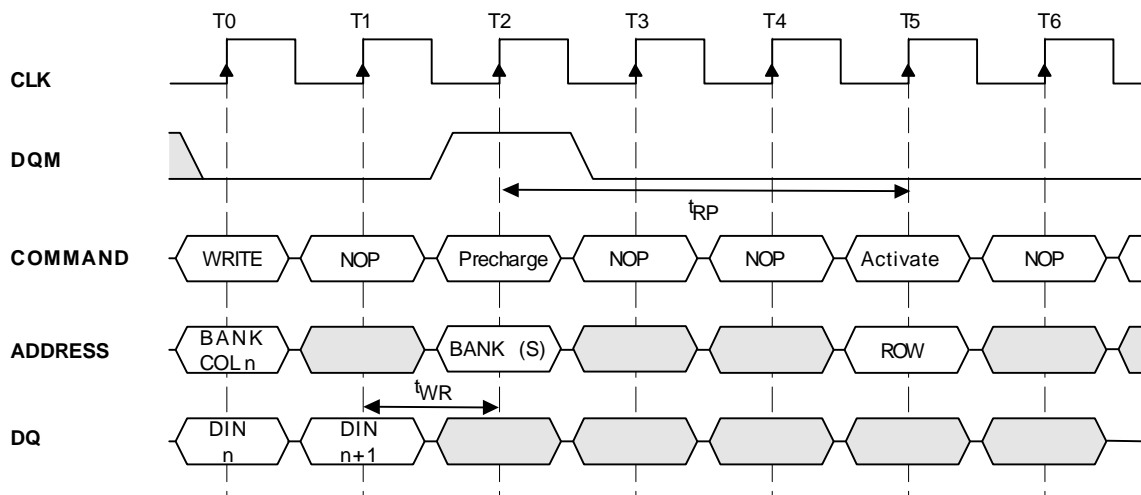 T0 T1 T2 T3 T4 T5 T6
CLK
DQM
tRP
COMMAND WRITE NOP Precharge NOP NOP Activate NOP
ADDRESS BANK COL n BANK (S) ROW
tWR
DQ DIN n DIN n+1